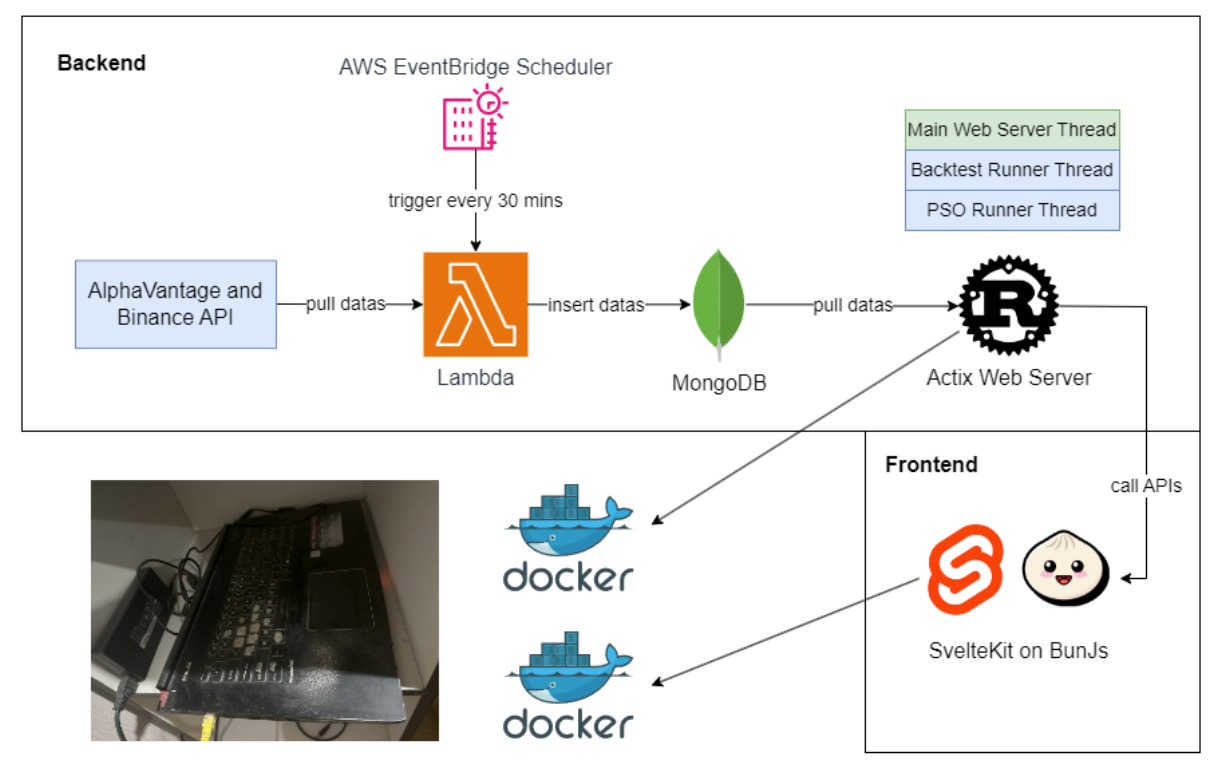 Backend
AWS EventBridge Scheduler
trigger every 30 mins
Main Web Server Thread
Backtest Runner Thread
PSO Runner Thread
AlphaVantage and
Binance API
pull datas
Lambda
insert datas
MongoDB
pull datas
R
Actix Web Server
Frontend
call APIs
SvelteKit on BunJs
docker
docker